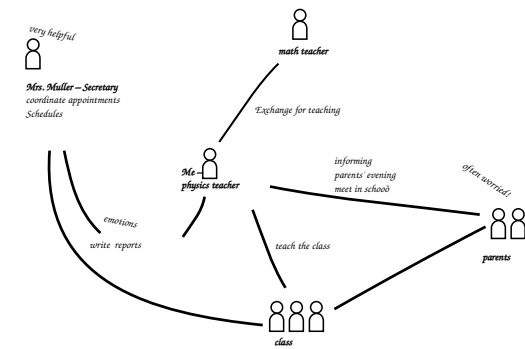 very helpful
Mrs. Muller – Secretary
coordinate appointments
Schedules
math teacher
Exchange for teaching
Me –
physics teacher
informing
parents' evening
meet in schooö
often worried!
parents
emotions
write reports
teach the class
class